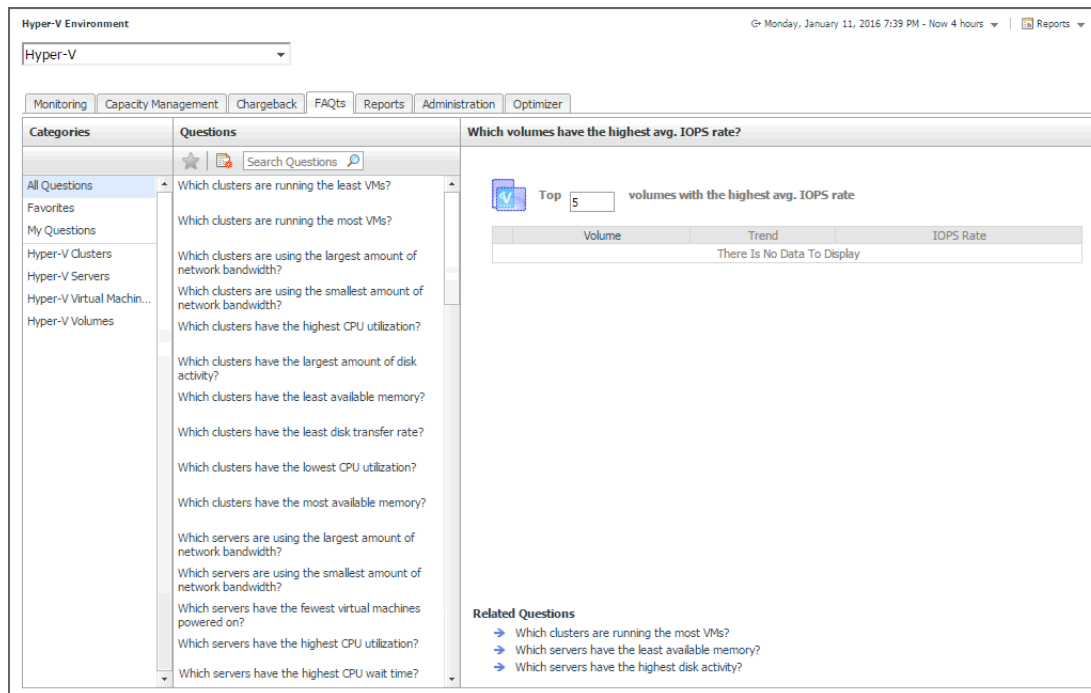 Hyper-V Environment
Monday, January 11, 2016 7:39 PM - Now 4 hours
Reports
Hyper-V
Monitoring
Capacity Management
Chargeback
FAQts
Reports
Administration
Optimizer
Categories
All Questions
Favorites
My Questions
Hyper-V Clusters
Hyper-V Servers
Hyper-V Virtual Machin...
Hyper-V Volumes
Questions
Search Questions
Which clusters are running the least VMs?
Which clusters are running the most VMs?
Which clusters are using the largest amount of
network bandwidth?
Which clusters are using the smallest amount of
network bandwidth?
Which clusters have the highest CPU utilization?
Which clusters have the largest amount of disk
activity?
Which clusters have the least available memory?
Which clusters have the least disk transfer rate?
Which clusters have the lowest CPU utilization?
Which clusters have the most available memory?
Which servers are using the largest amount of
network bandwidth?
Which servers are using the smallest amount of
network bandwidth?
Which servers have the fewest virtual machines
powered on?
Which servers have the highest CPU utilization?
Which servers have the highest CPU wait time?
Which volumes have the highest avg. IOPS rate?
Top 5 volumes with the highest avg. IOPS rate
Volume Trend IOPS Rate
There Is No Data To Display
Related Questions
Which clusters are running the most VMs?
Which servers have the least available memory?
Which servers have the highest disk activity?